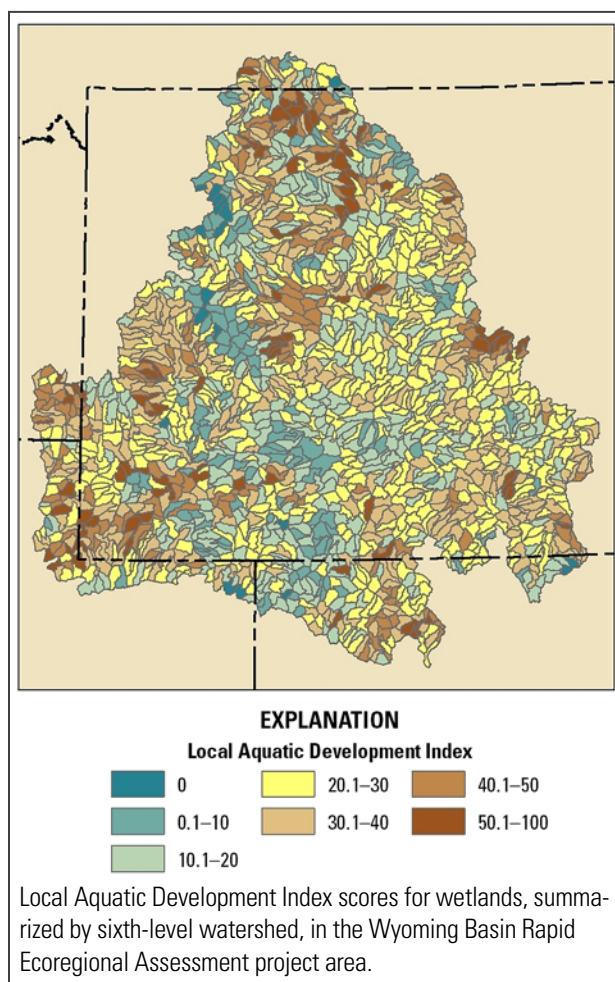 EXPLANATION
Local Aquatic Development Index
0 20.1–30 40.1–50
0.1–10 30.1–40 50.1–100
10.1–20
Local Aquatic Development Index scores for wetlands, summa-
rized by sixth-level watershed, in the Wyoming Basin Rapid
Ecoregional Assessment project area.